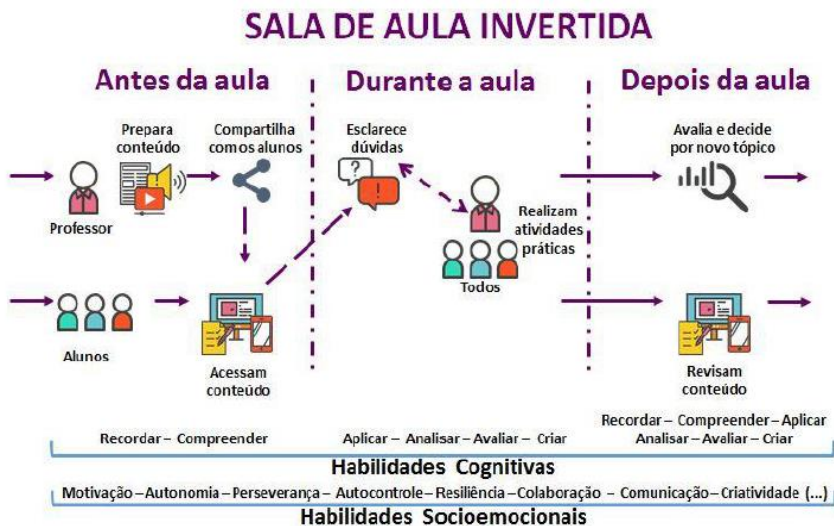 SALA DE AULA INVERTIDA
Antes da aula
Durante a aula
Depois da aula
Prepara
conteúdo
Compartilha
com os alunos
Esclarece
dúvidas
Avalia e decide
por novo tópico
?
!
Professor
Realizam
atividades
práticas
Todos
Alunos
Acessam
conteúdo
Revisam
conteúdo
Recordar – Compreender
Aplicar – Analisar – Avaliar – Criar
Recordar – Compreender – Aplicar
Analisar – Avaliar – Criar
Habilidades Cognitivas
Motivação – Autonomia – Perseverança – Autocontrole – Resiliência – Colaboração – Comunicação – Criatividade (...)
Habilidades Socioemocionais